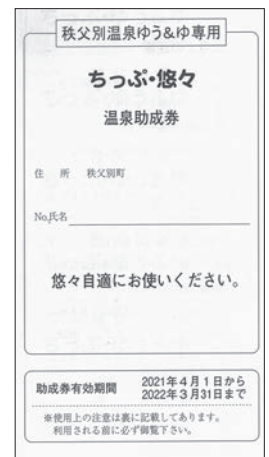 秩父別温泉ゆう&ゆ専用
ちっぷ・悠々
温泉助成券
住 所 秩父別町
No.氏名
悠々自適にお使いください。
助成券有効期間 2021年4月1日から
2022年3月31日まで
※使用上の注意は裏に記載してあります。
利用される前に必ず御覧下さい。